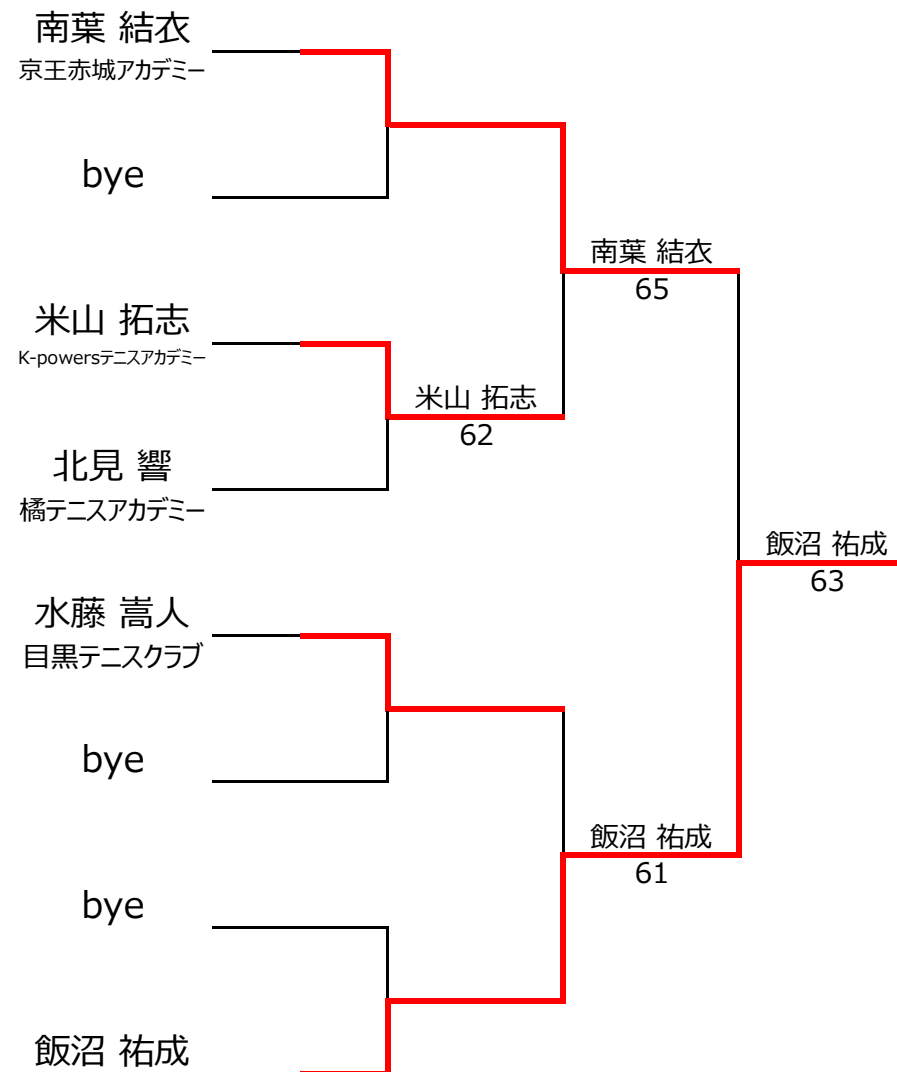 南葉 結衣
京王赤城アカデミー
bye
米山 拓志
K-powersテニスアカデミー
北見 響
橘テニスアカデミー
水藤 嵩人
目黒テニスクラブ
bye
bye
飯沼 祐成
米山 拓志
62
南葉 結衣
65
飯沼 祐成
61
飯沼 祐成
63